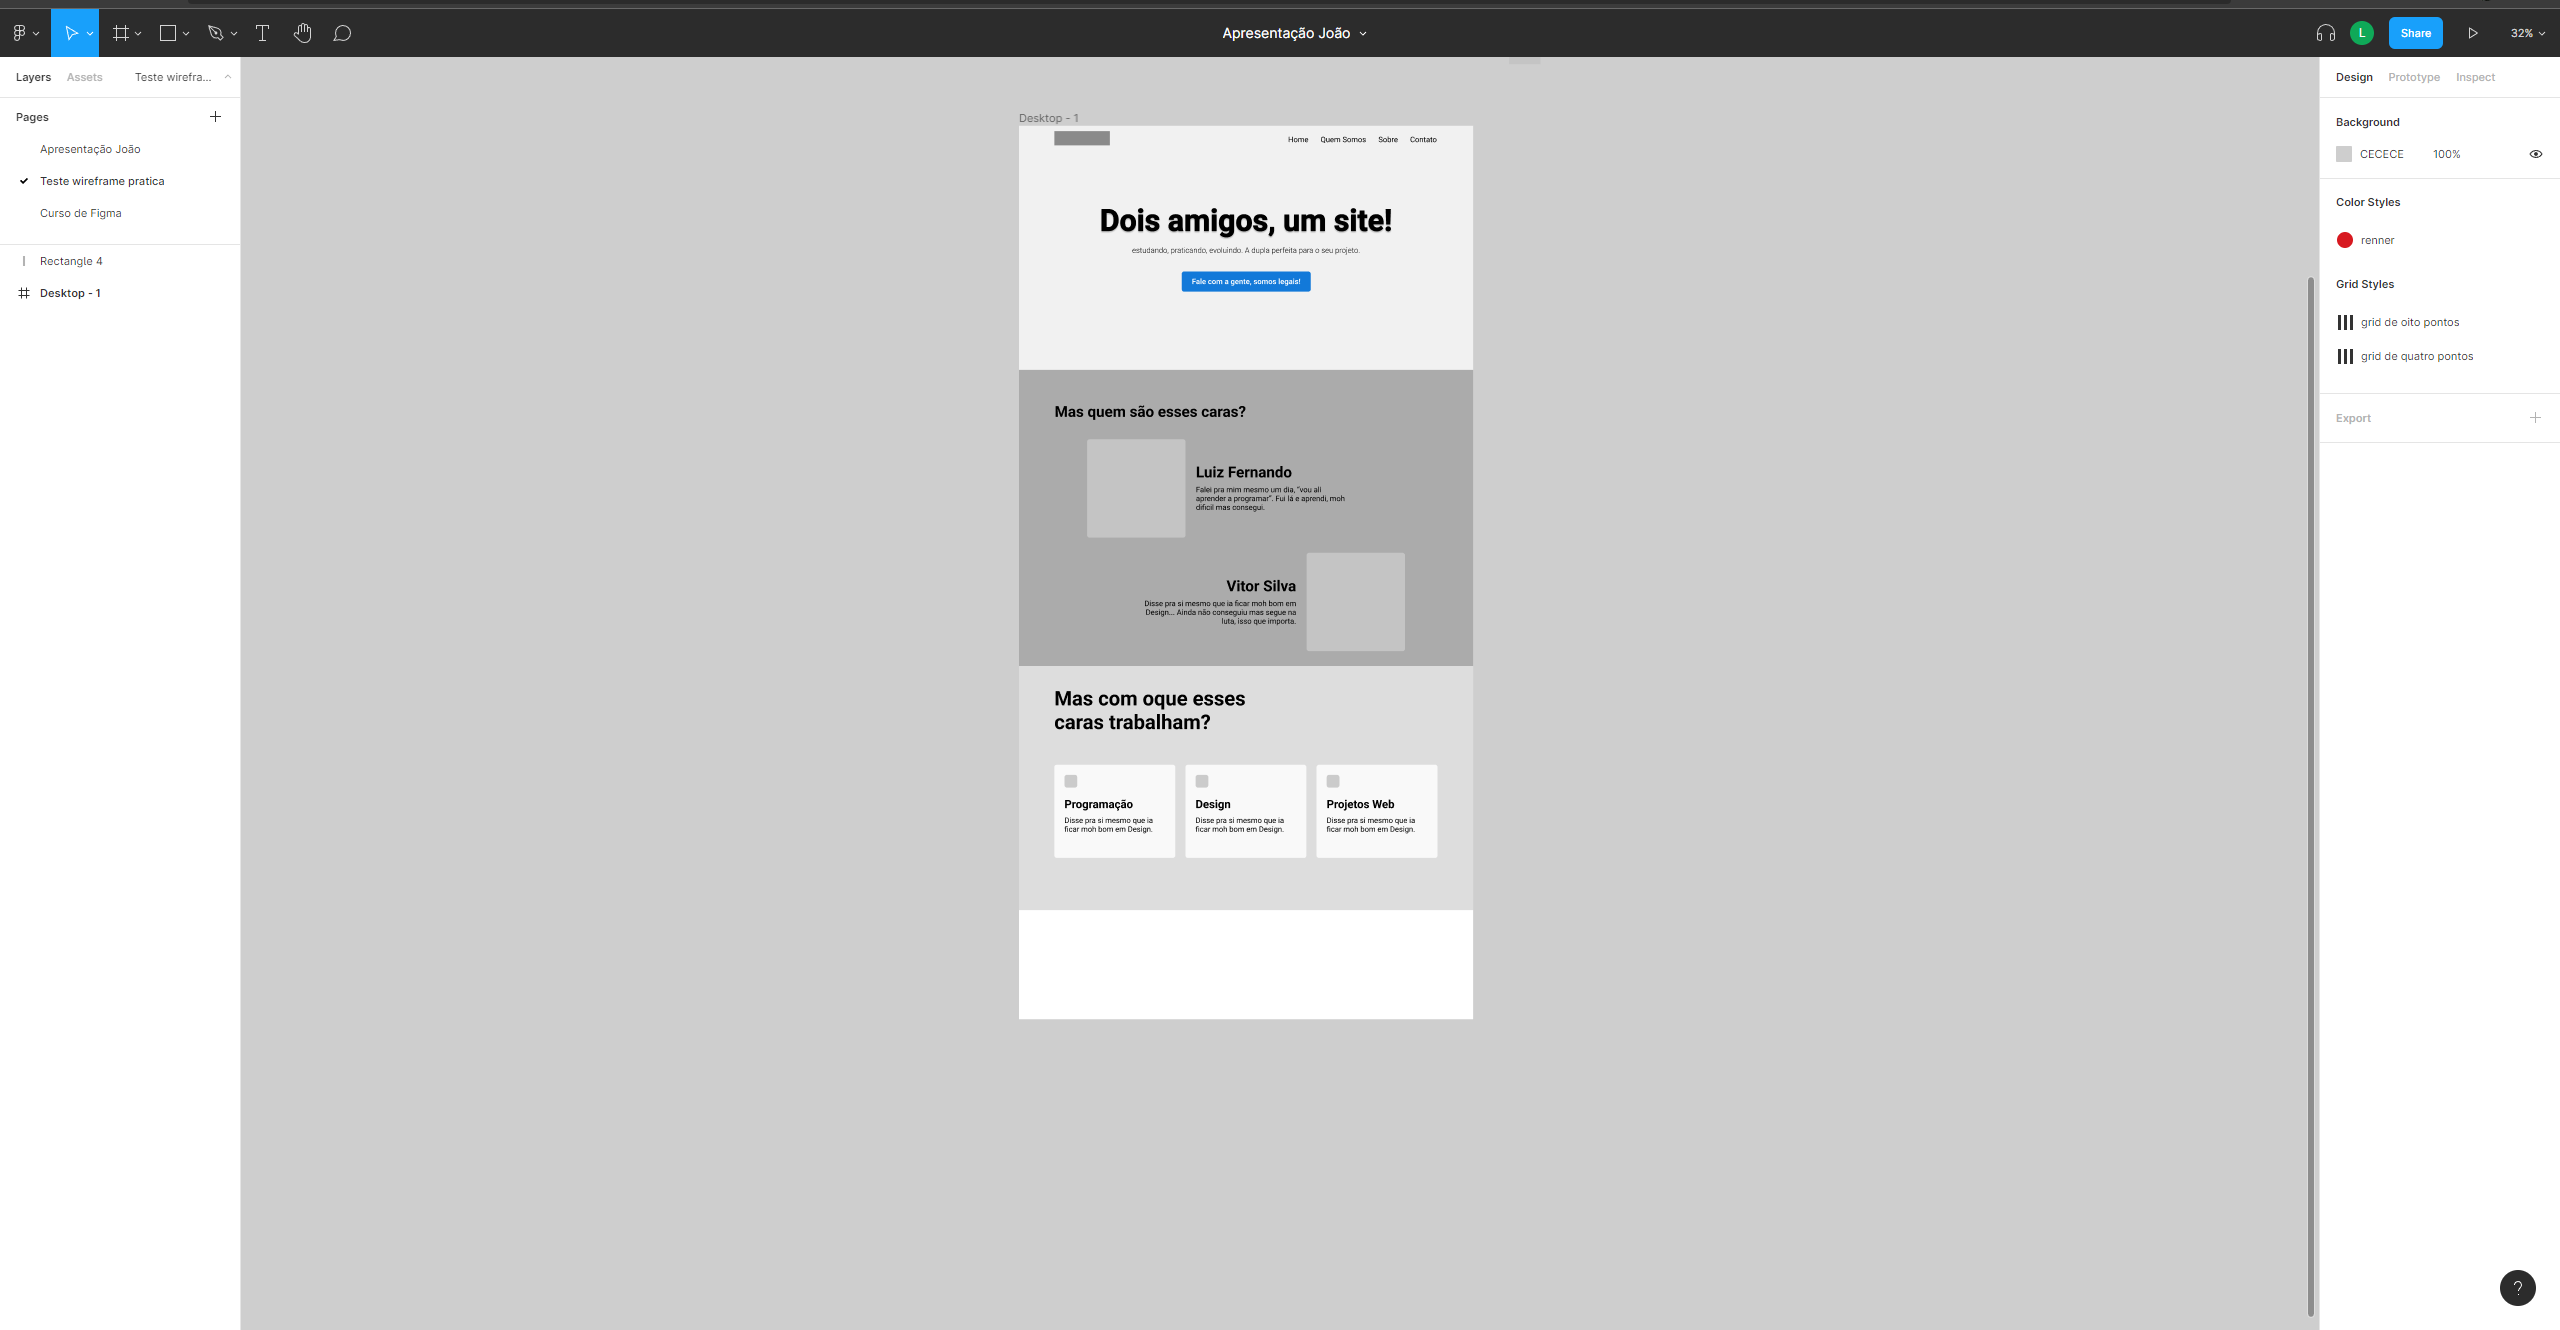 Apresentação João
L
Share
32%
Layers
Assets
Teste wirefra...
Pages
Apresentação João
Teste wireframe pratica
Curso de Figma
Rectangle 4
Desktop - 1
Desktop - 1
Home
Quem Somos
Sobre
Contato
Dois amigos, um site!
estudando, praticando, evoluindo. A dupla perfeita para o seu projeto.
Fale com a gente, somos legais!
Mas quem são esses caras?
Luiz Fernando
Falei pra mim mesmo um dia, "vou ali
aprender a programar". Fui lá e aprendi, moh
dificil mas consegui.
Vitor Silva
Disse pra si mesmo que ia ficar moh bom em
Design... Ainda não conseguiu mas segue na
luta, isso que importa.
Mas com oque esses
caras trabalham?
Programação
Disse pra si mesmo que ia
ficar moh bom em Design.
Design
Disse pra si mesmo que ia
ficar moh bom em Design.
Projetos Web
Disse pra si mesmo que ia
ficar moh bom em Design.
Design
Prototype
Inspect
Background
CECECE
100%
Color Styles
renner
Grid Styles
grid de oito pontos
grid de quatro pontos
Export
?